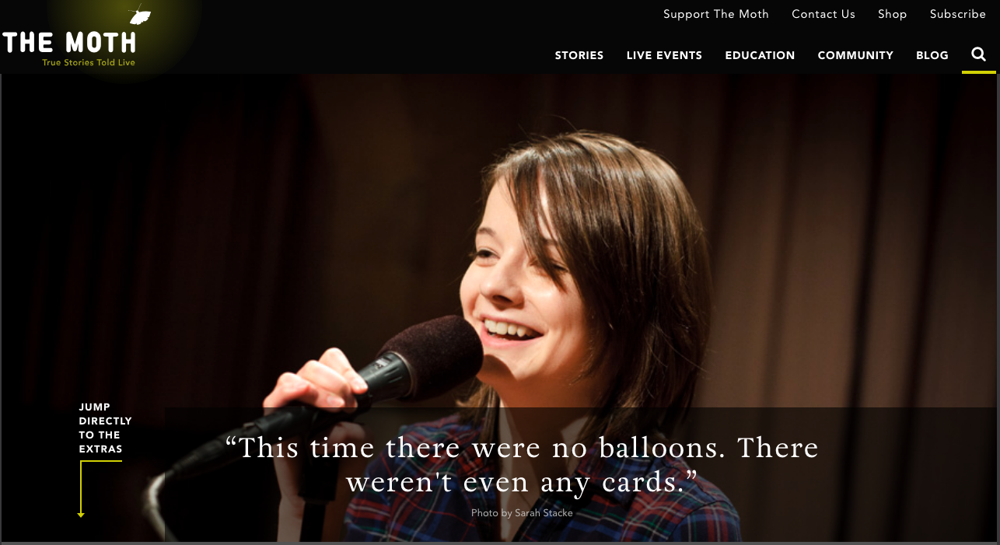 Support The Moth Contact Us Shop Subscribe
THE MOTH
True Stories Told Live
STORIES LIVE EVENTS EDUCATION COMMUNITY BLOG
JUMP
DIRECTLY
TO THE
EXTRAS
“This time there were no balloons. There
weren't even any cards.”
Photo by Sarah Stacke